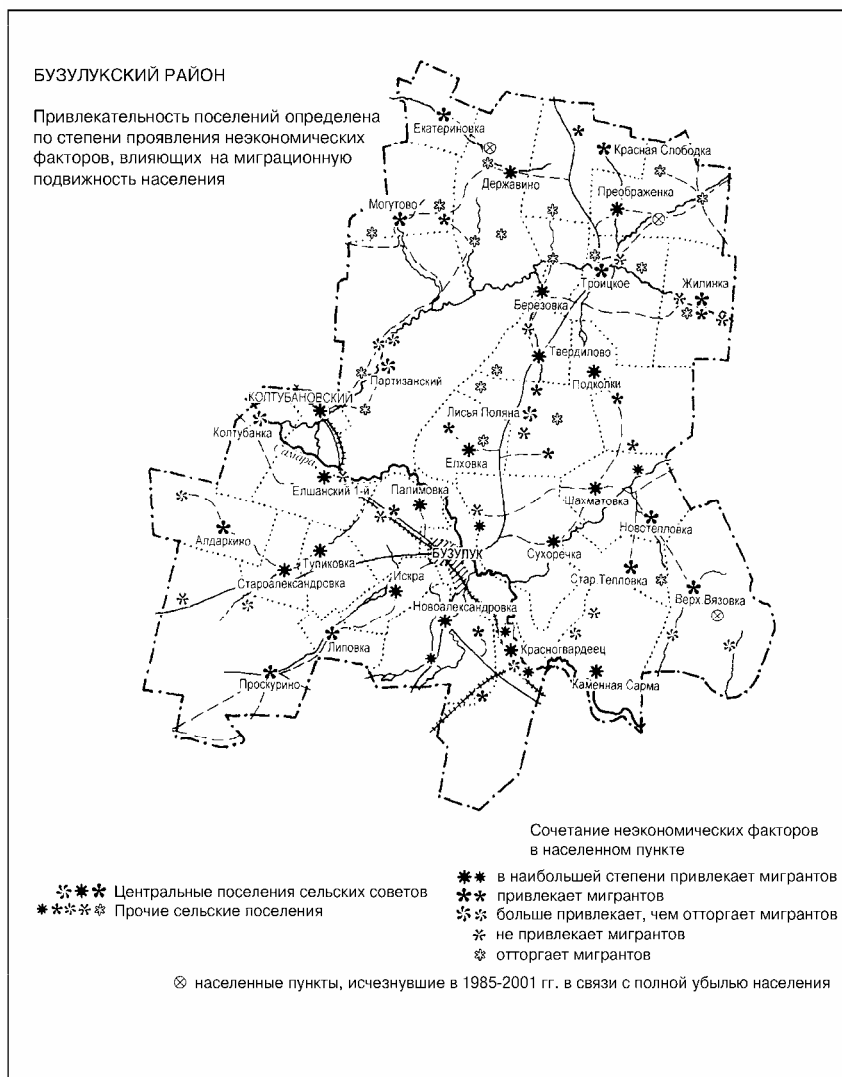 БУЗУЛУКСКИЙ РАЙОН
Привлекательность поселений определена
по степени проявления неэкономических
факторов, влияющих на миграционную
подвижность населения
Екатериновка
Красная Слободка
Державино
Преображенка
Могутово
Троицкое
Жилинка
Березовка
Твердилово
Партизанский
Подколки
КОЛТУБАНОВСКИЙ
Лисья Поляна
Колтубанка
Самара
Елховка
Елшанский 1-й
Палимовка
Шахматовка
Алдаркино
Новотепловка
Тупиковка
БУЗУЛУК
Сухоречка
Староалександровка
Искра
Стар.Тепловка
Верх.Вязовка
Новоалександровка
Липовка
Красногвардеец
Проскурино
Каменная Сарма
Сочетание неэкономических факторов
в населенном пункте
Центральные поселения сельских советов
Прочие сельские поселения
в наибольшей степени привлекает мигрантов
привлекает мигрантов
больше привлекает, чем отторгает мигрантов
не привлекает мигрантов
отторгает мигрантов
населенные пункты, исчезнувшие в 1985-2001 гг. в связи с полной убылью населения